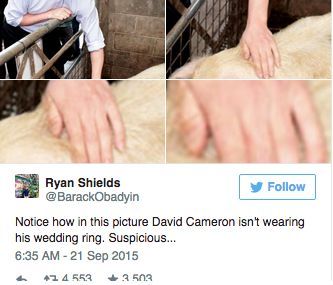 Ryan Shields
@BarackObadyin
Follow
Notice how in this picture David Cameron isn't wearing
his wedding ring. Suspicious...
6:35 AM - 21 Sep 2015
4,553 3,503